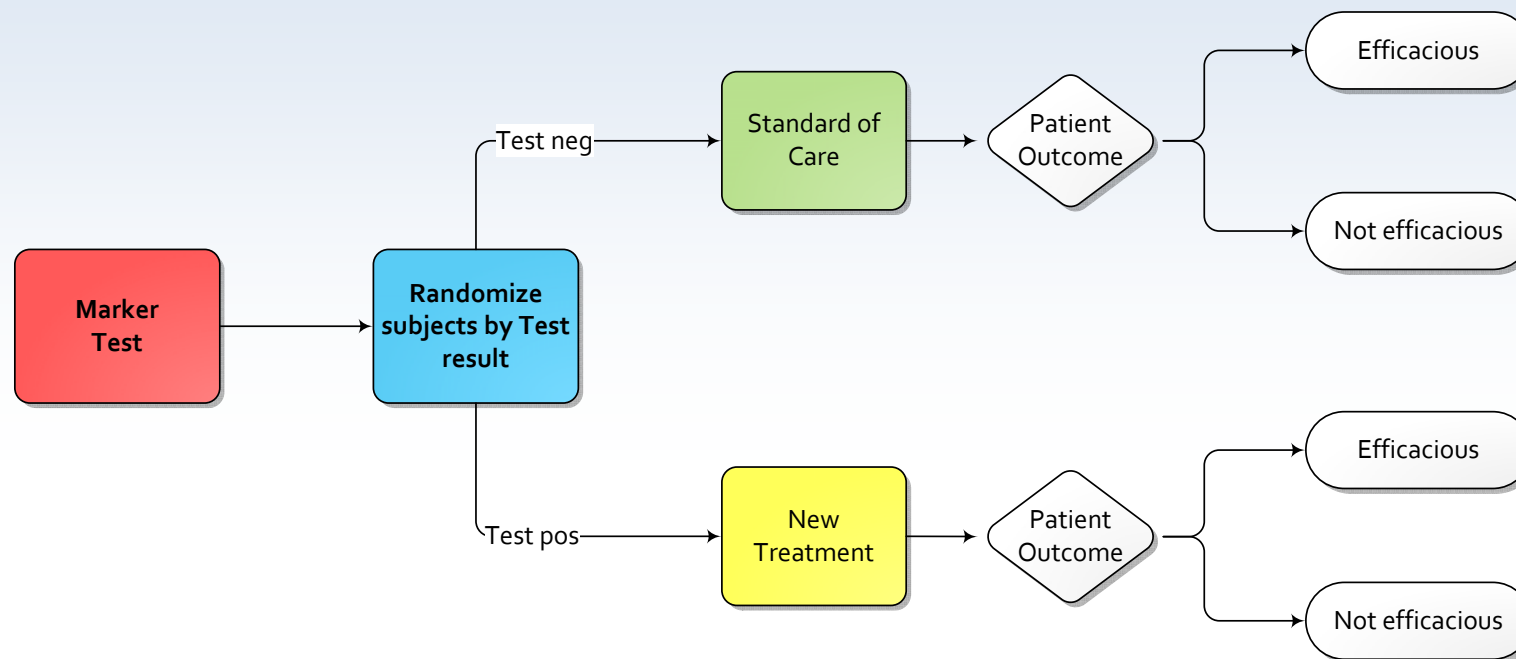 Marker
Test
Randomize
subjects by Test
result
Test neg
Standard of
Care
Patient
Outcome
Efficacious
Not efficacious
Test pos
New
Treatment
Patient
Outcome
Efficacious
Not efficacious